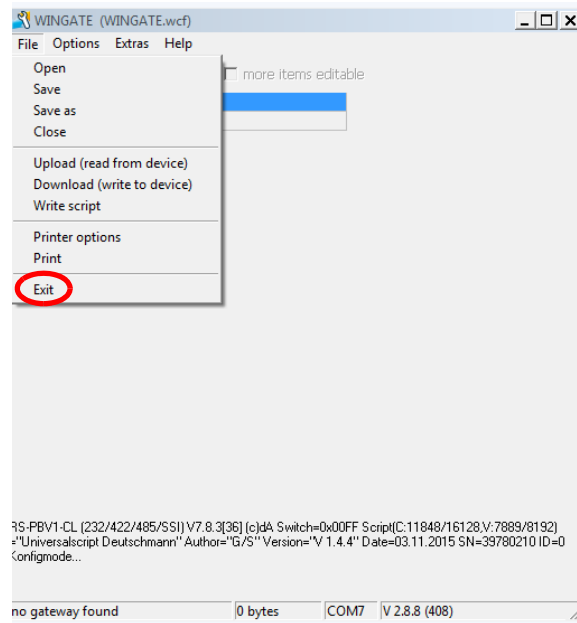 WINGATE (WINGATE.wcf)
File Options Extras Help
more items editable
Open
Save
Save as
Close
Upload (read from device)
Download (write to device)
Write script
Printer options
Print
Exit
RS-PBV1-CL (232/422/485/SSI) V7.8.3[36] (c)dA Switch=0x00FF Script(C:11848/16128,V:7889/8192)
="Universalscript Deutschmann" Author="G/S" Version="V 1.4.4" Date=03.11.2015 SN=39780210 ID=0
Konfigmode...
no gateway found 0 bytes COM7 V 2.8.8 (408)